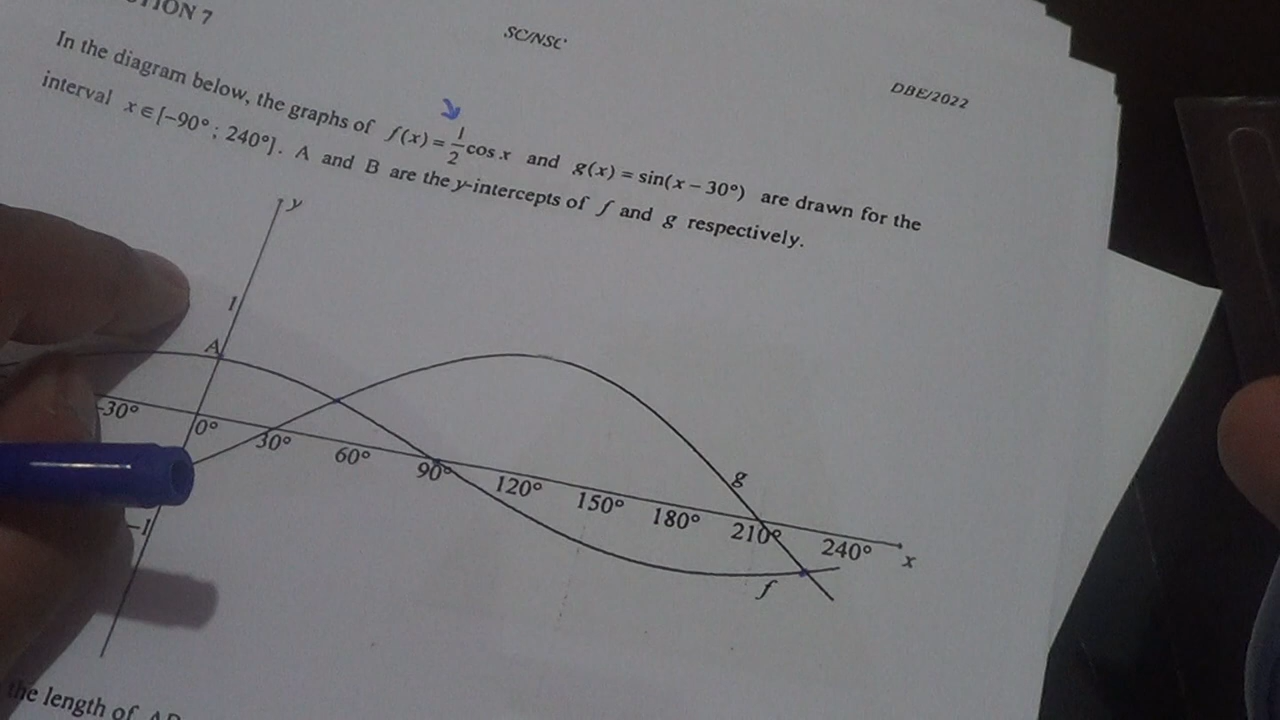 TION 7
SC/NSC
DBE/2022
In the diagram below, the graphs of f(x) = 1/2 cos x and g(x) = sin(x − 30°) are drawn for the
interval x ∈ [−90° ; 240°]. A and B are the y-intercepts of f and g respectively.
y
1
A
-30°
0°
30°
60°
90°
120°
150°
180°
210°
240°
x
g
f
−1
the length of